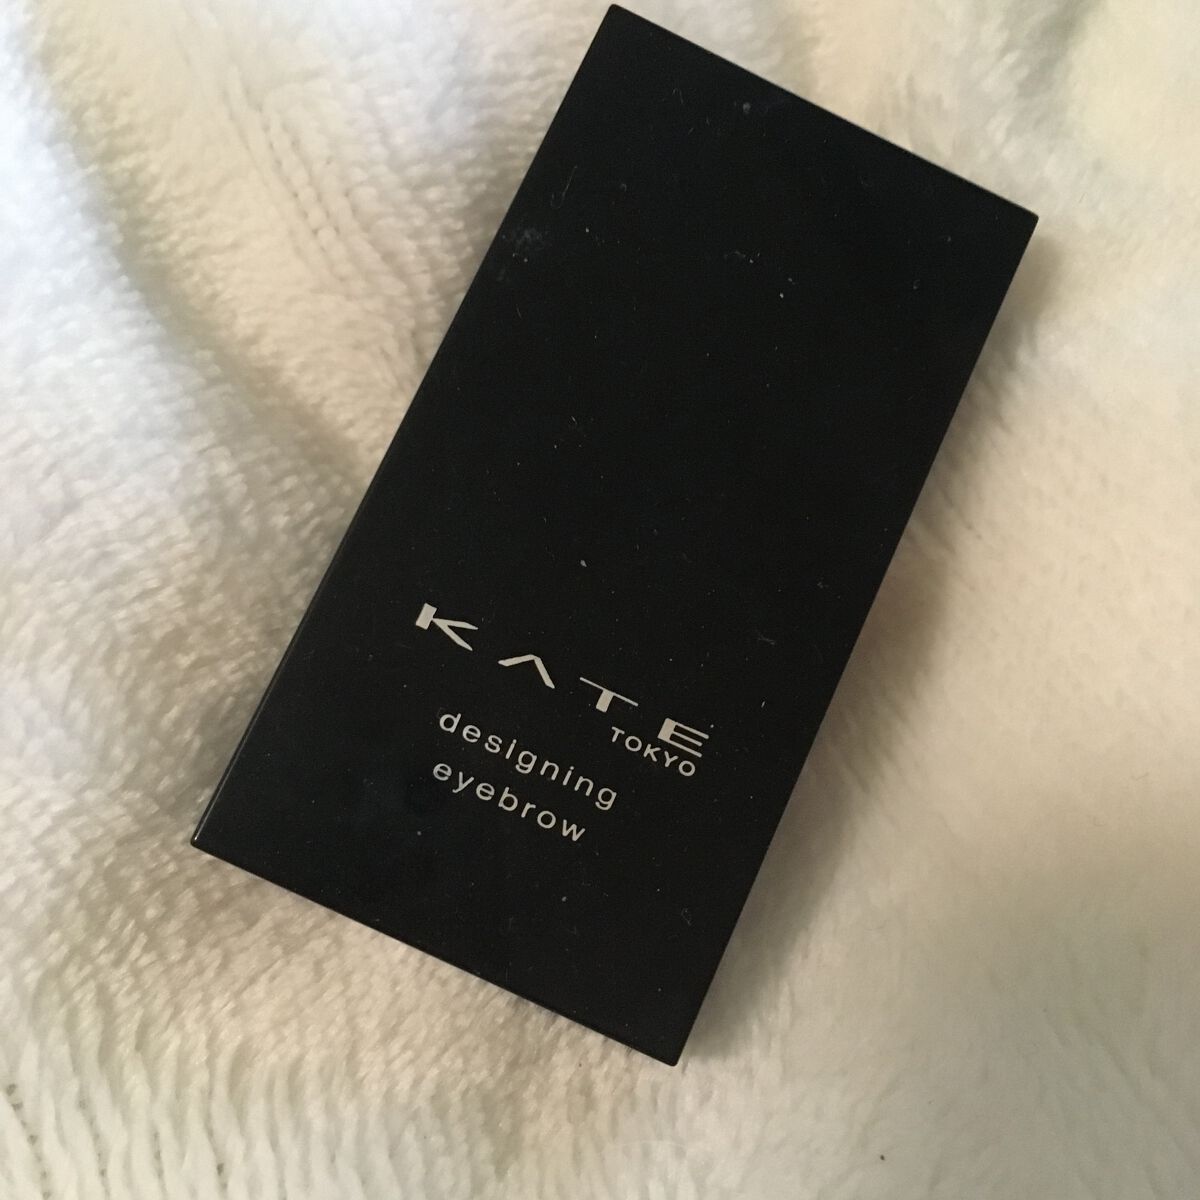 KATE
TOKYO
designing
eyebrow